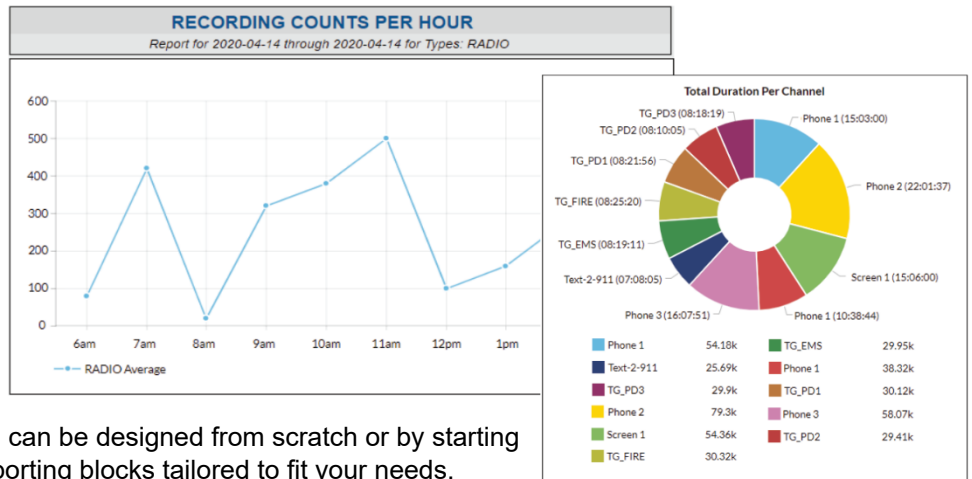 RECORDING COUNTS PER HOUR
Report for 2020-04-14 through 2020-04-14 for Types: RADIO
600
500
400
300
200
100
0
6am 7am 8am 9am 10am 11am 12pm 1pm
RADIO Average
Total Duration Per Channel
TG_PD3 (08:18:19)
Phone 1 (15:03:00)
TG_PD2 (08:10:05)
TG_PD1 (08:21:56)
Phone 2 (22:01:37)
TG_FIRE (08:25:20)
TG_EMS (08:19:11)
Screen 1 (15:06:00)
Text-2-911 (07:08:05)
Phone 3 (16:07:51)
Phone 1 (10:38:44)
Phone 1 54.18k TG_EMS 29.95k
Text-2-911 25.69k Phone 1 38.32k
TG_PD3 29.9k TG_PD1 30.12k
Phone 2 79.3k Phone 3 58.07k
Screen 1 54.36k TG_PD2 29.41k
TG_FIRE 30.32k
can be designed from scratch or by starting
porting blocks tailored to fit your needs.